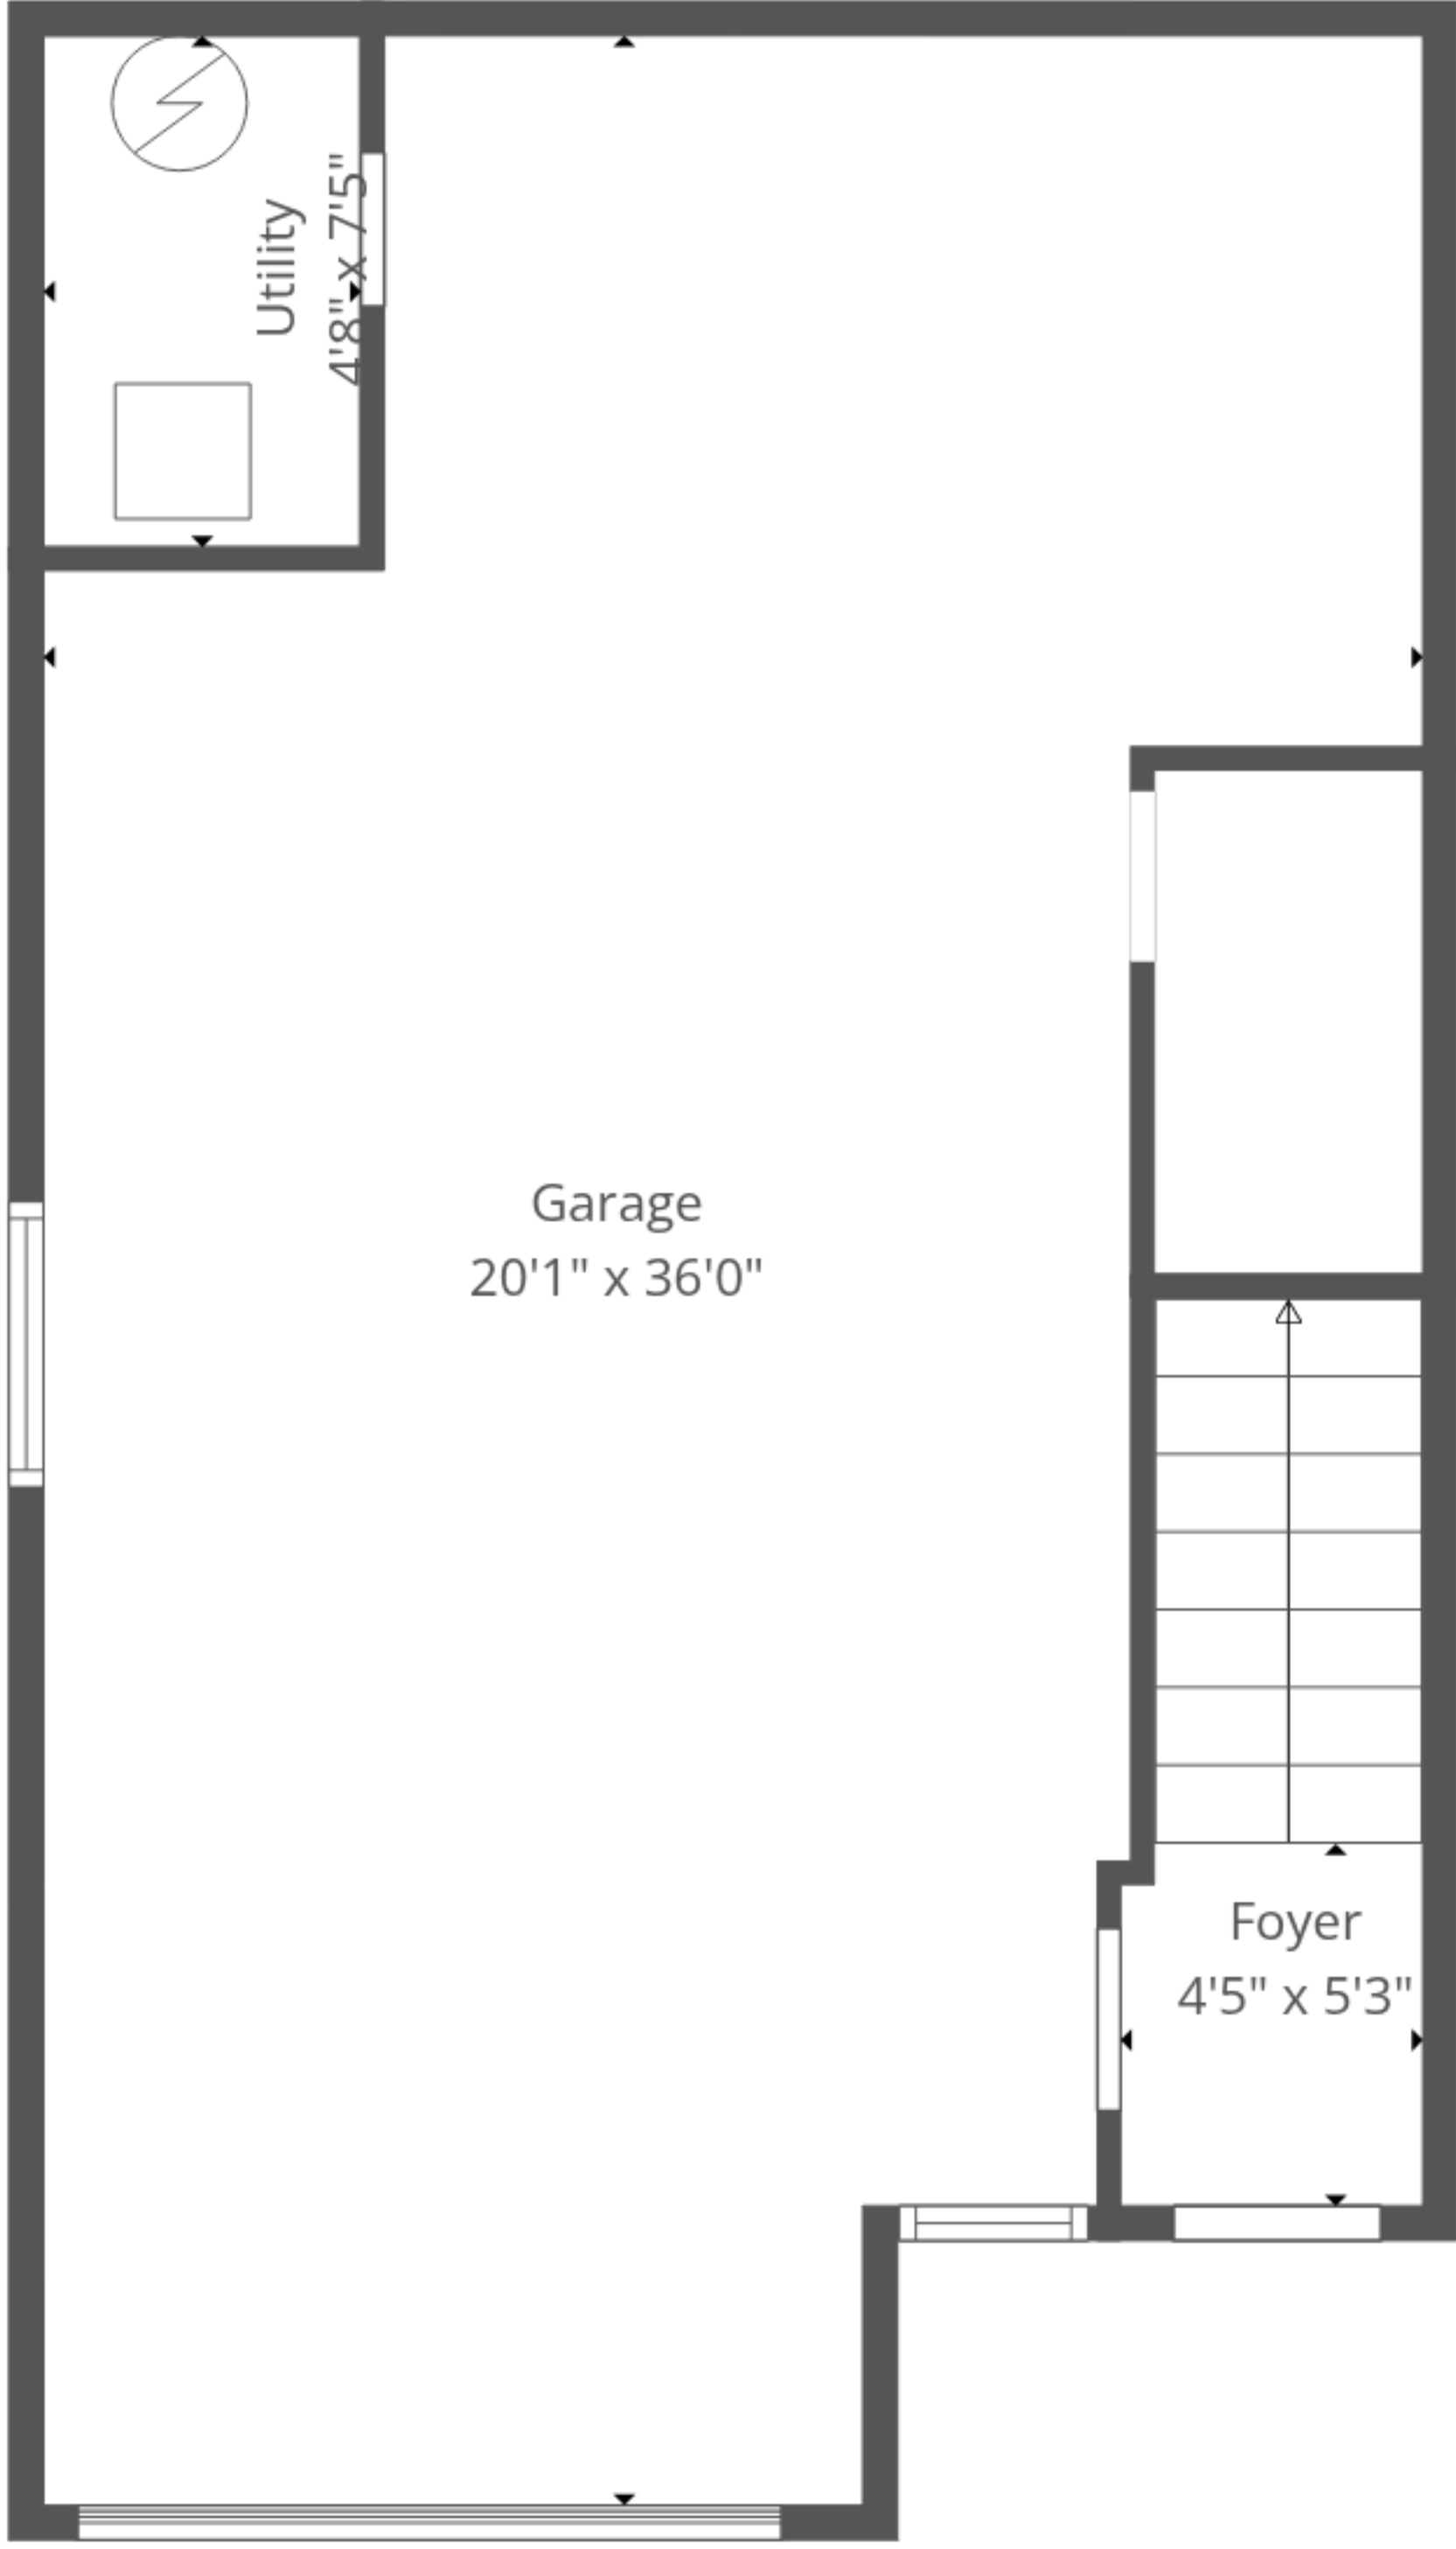 Utility
4'8" x 7'5"
Garage
20'1" x 36'0"
Foyer
4'5" x 5'3"